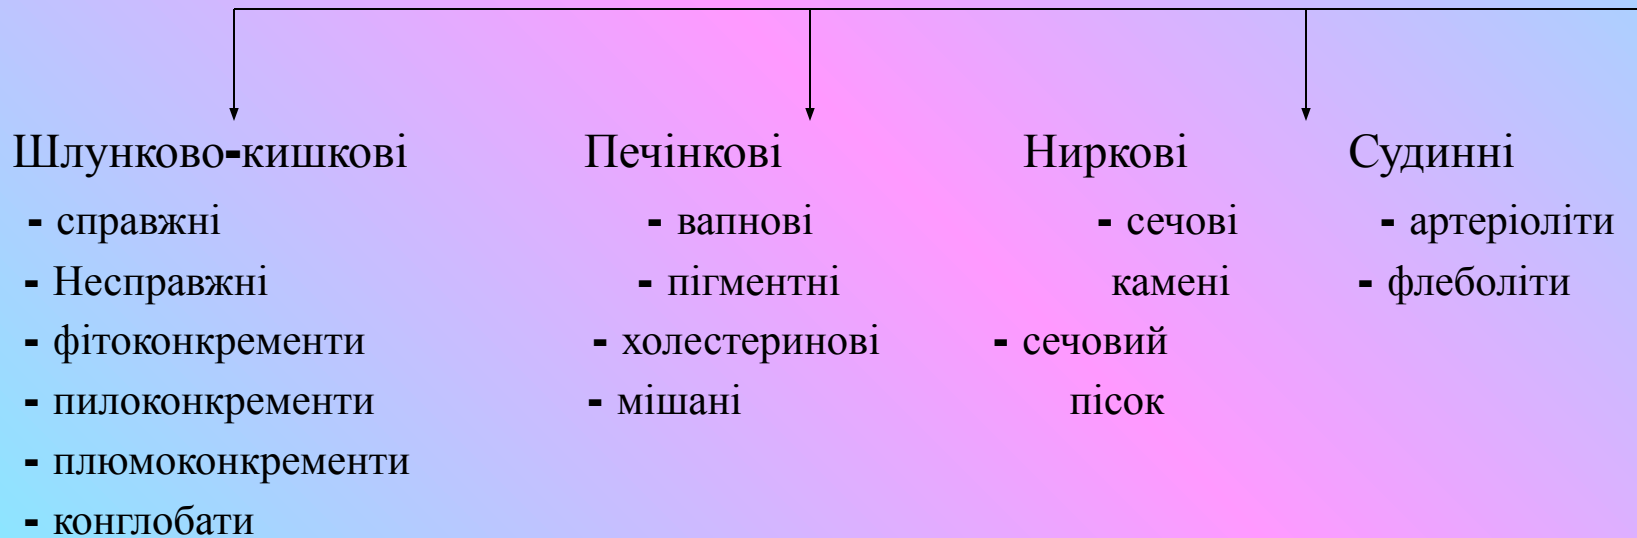 Шлунково-кишкові
- справжні
- Несправжні
- фітоконкременти
- пилоконкременти
- плюмоконкременти
- конглобати
Печінкові
- вапнові
- пігментні
- холестеринові
- мішані
Ниркові
- сечові
камені
- сечовий
пісок
Судинні
- артеріоліти
- флеболіти